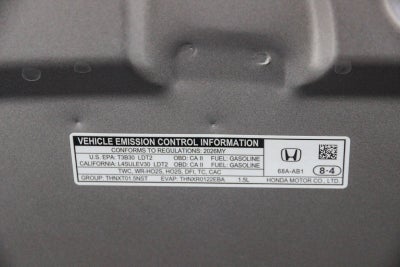 VEHICLE EMISSION CONTROL INFORMATION
CONFORMS TO REGULATIONS: 2026MY
U.S. EPA: T3B30 LDT2 OBD: CA II FUEL: GASOLINE
CALIFORNIA: L4SULEV30 LDT2 OBD: CA II FUEL: GASOLINE
TWC, WR-HO2S, HO2S, DFI, TC, CAC
GROUP: THNXT01.5NST EVAP: THNXR0122EBA 1.5L
68A-AB1 8-4
HONDA MOTOR CO., LTD.